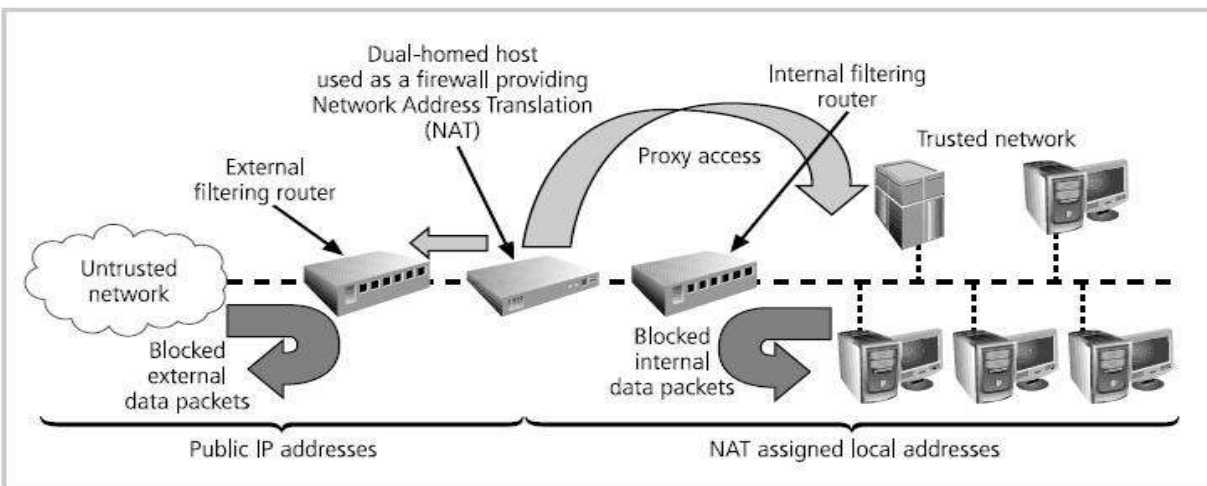 Dual-homed host
used as a firewall providing
Network Address Translation
(NAT)
Internal filtering
router
External
filtering router
Proxy access
Trusted network
Untrusted
network
Blocked
external
data packets
Blocked
internal
data packets
Public IP addresses
NAT assigned local addresses